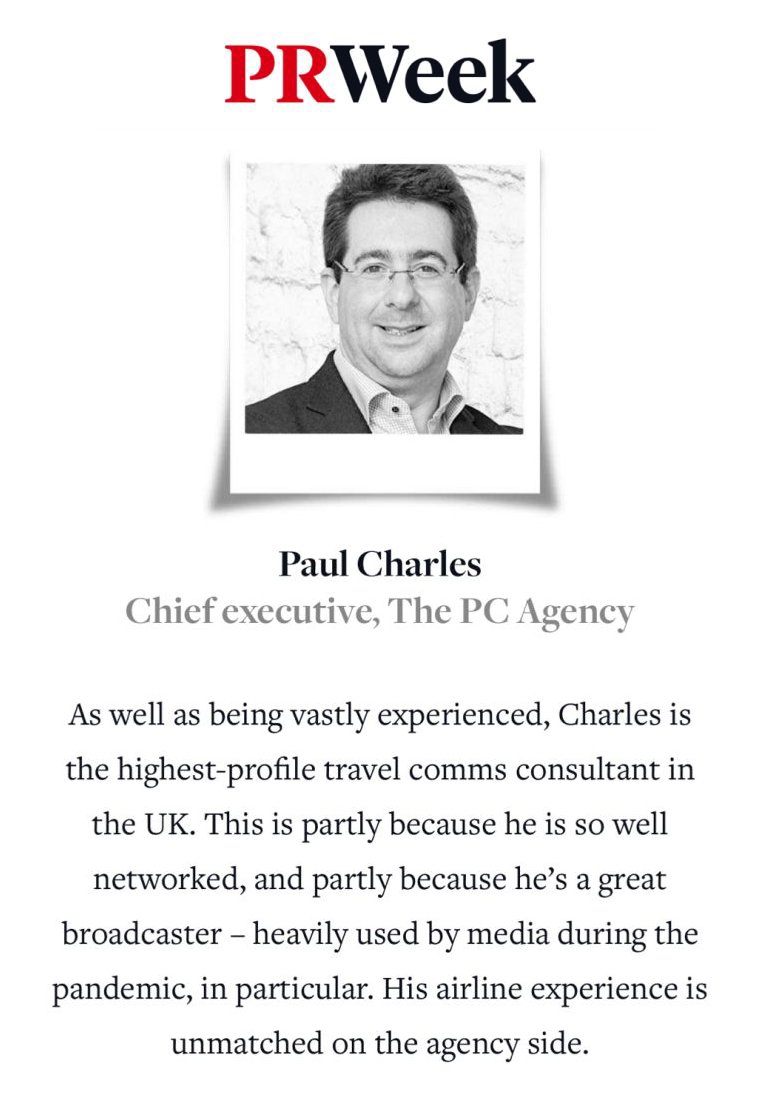 PRWeek
Paul Charles
Chief executive, The PC Agency
As well as being vastly experienced, Charles is
the highest-profile travel comms consultant in
the UK. This is partly because he is so well
networked, and partly because he’s a great
broadcaster – heavily used by media during the
pandemic, in particular. His airline experience is
unmatched on the agency side.